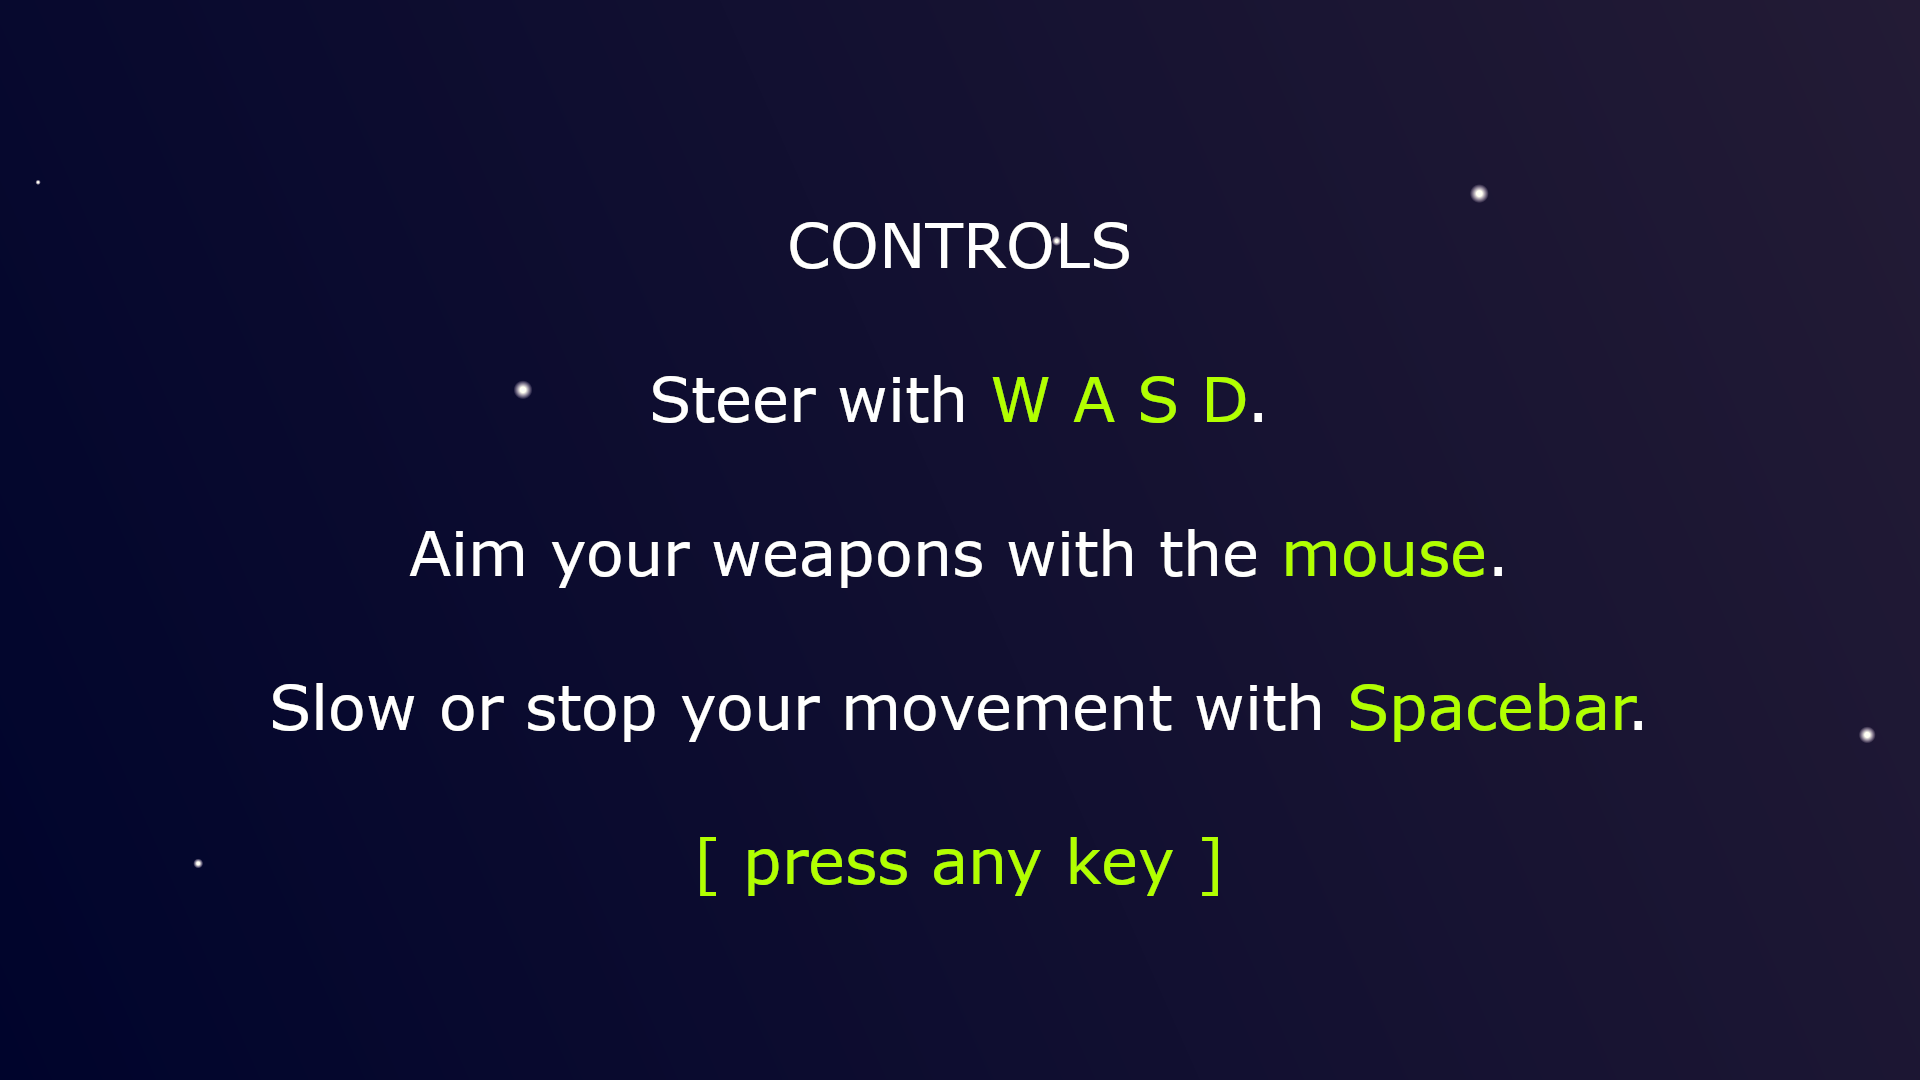 CONTROLS
Steer with W A S D.
Aim your weapons with the mouse.
Slow or stop your movement with Spacebar.
[ press any key ]